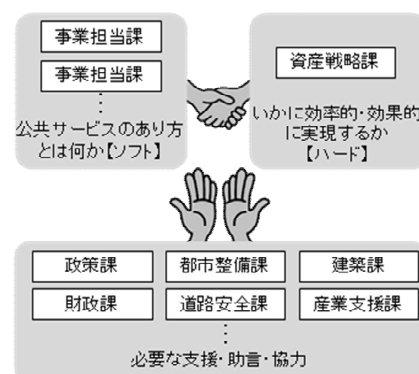 事業担当課
事業担当課
⋮
公共サービスのあり方
とは何か【ソフト】
資産戦略課
いかに効率的・効果的
に実現するか
【ハード】
政策課
都市整備課
建築課
財政課
道路安全課
産業支援課
⋮
必要な支援・助言・協力